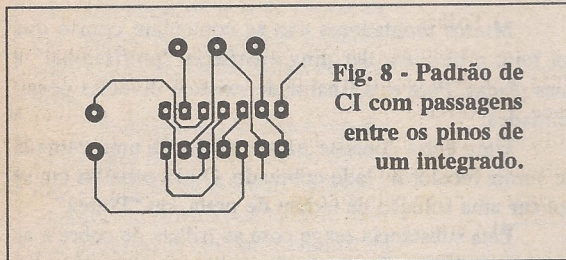 Fig. 8 - Padrão de
CI com passagens
entre os pinos de
um integrado.